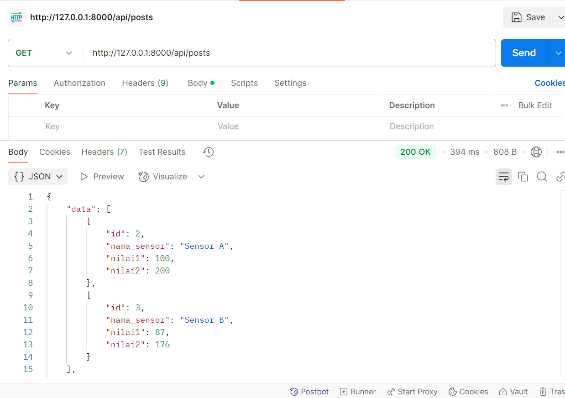 HTTP http://127.0.0.1:8000/api/posts Save
GET http://127.0.0.1:8000/api/posts Send
Params Authorization Headers (9) Body Scripts Settings Cookies
Key Value Description Bulk Edit
Key Value Description
Body Cookies Headers (7) Test Results 200 OK 394 ms 808 B
{} JSON Preview Visualize
1 {
2 "data": [
3 {
4 "id": 2,
5 "nama_sensor": "Sensor A",
6 "nilai1": 100,
7 "nilai2": 200
8 },
9 {
10 "id": 3,
11 "nama_sensor": "Sensor B",
12 "nilai1": 87,
13 "nilai2": 176
14 }
15 ],
Postbot Runner Start Proxy Cookies Vault Tras